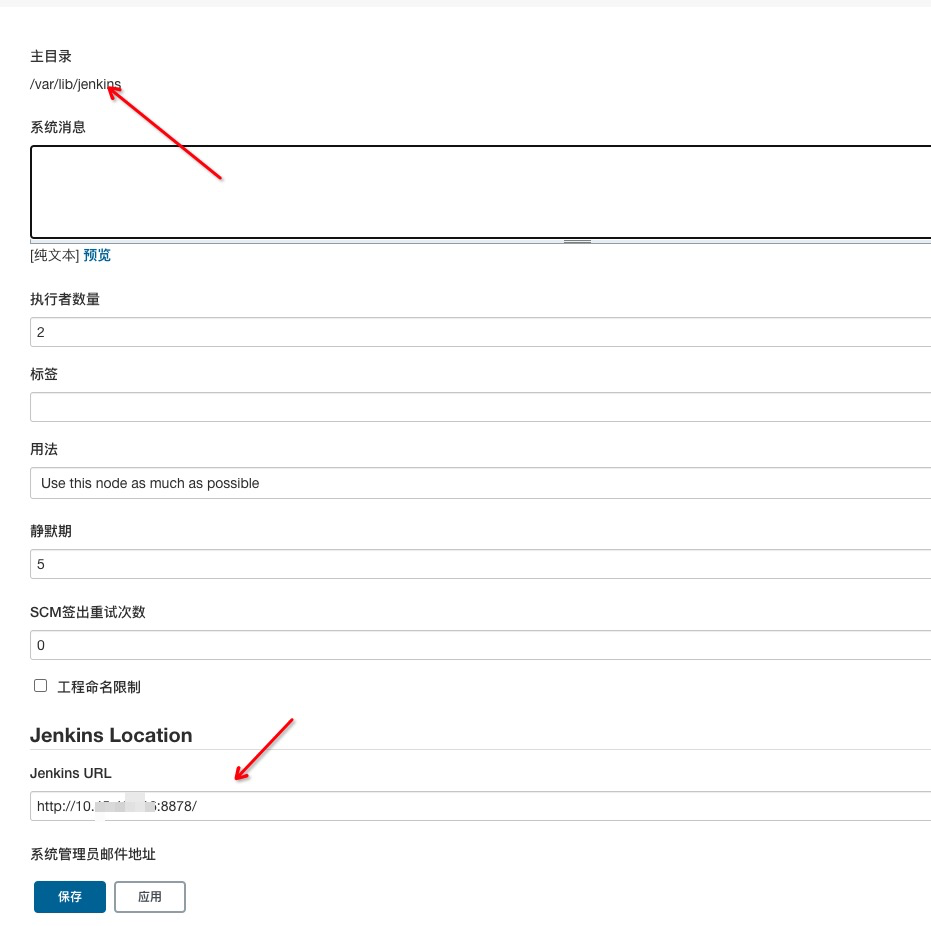 主目录
/var/lib/jenkins
系统消息
[纯文本] 预览
执行者数量
2
标签
用法
Use this node as much as possible
静默期
5
SCM签出重试次数
0
工程命名限制
Jenkins Location
Jenkins URL
http://10. :8878/
系统管理员邮件地址
保存 应用